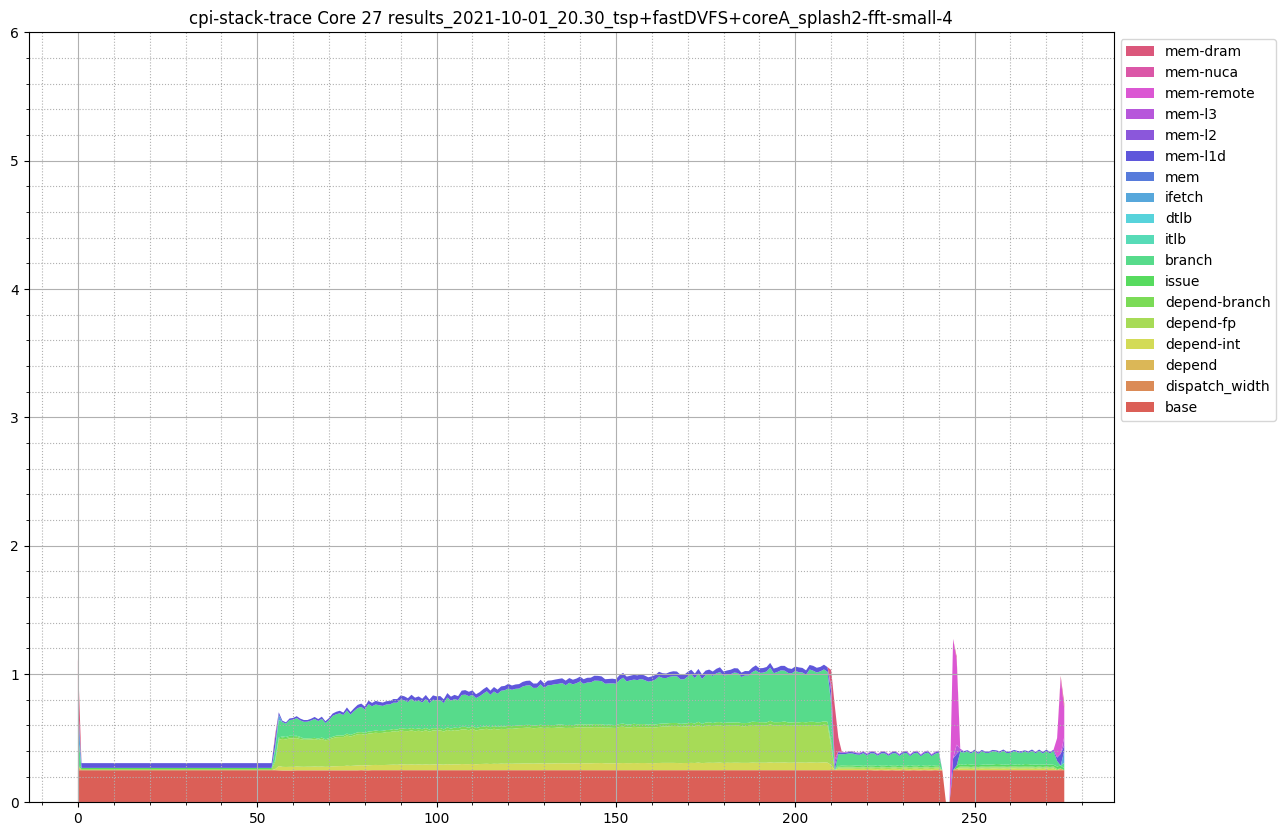 cpi-stack-trace Core 27 results_2021-10-01_20.30_tsp+fastDVFS+coreA_splash2-fft-small-4
6
5
4
3
2
1
0
0 50 100 150 200 250
mem-dram
mem-nuca
mem-remote
mem-l3
mem-l2
mem-l1d
mem
ifetch
dtlb
itlb
branch
issue
depend-branch
depend-fp
depend-int
depend
dispatch_width
base